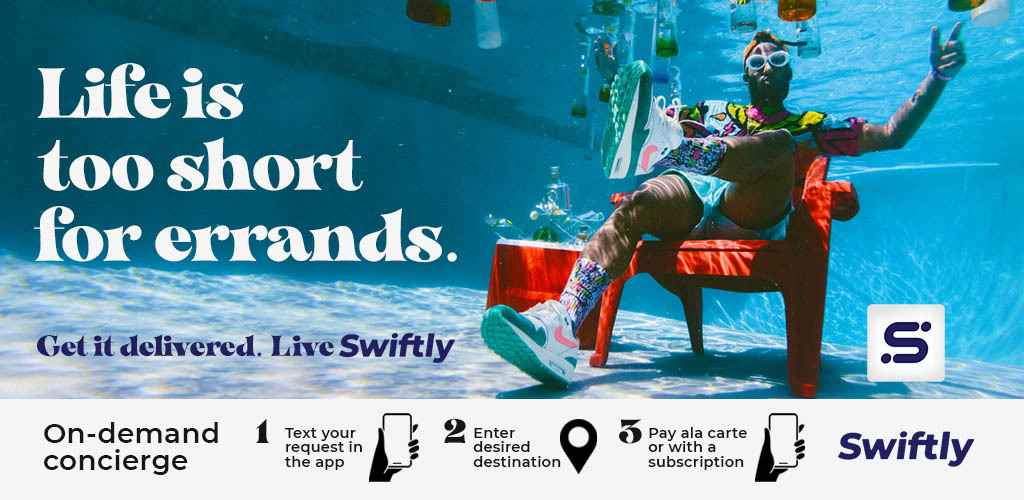 Life is
too short
for errands.
Get it delivered. Live Swiftly
S
On-demand
concierge
1
Text your
request in
the app
2
Enter
desired
destination
3
Pay ala carte
or with a
subscription
Swiftly